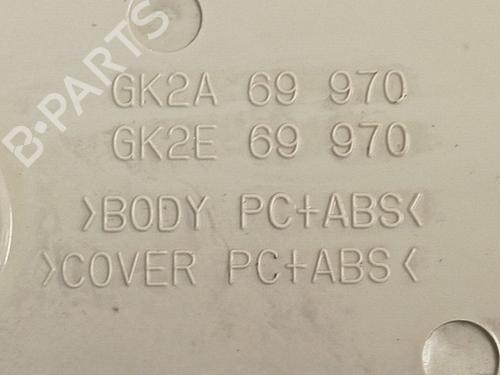 B-PARTS
GK2A 69 970
GK2E 69 970
>BODY PC+ABS<
>COVER PC+ABS<